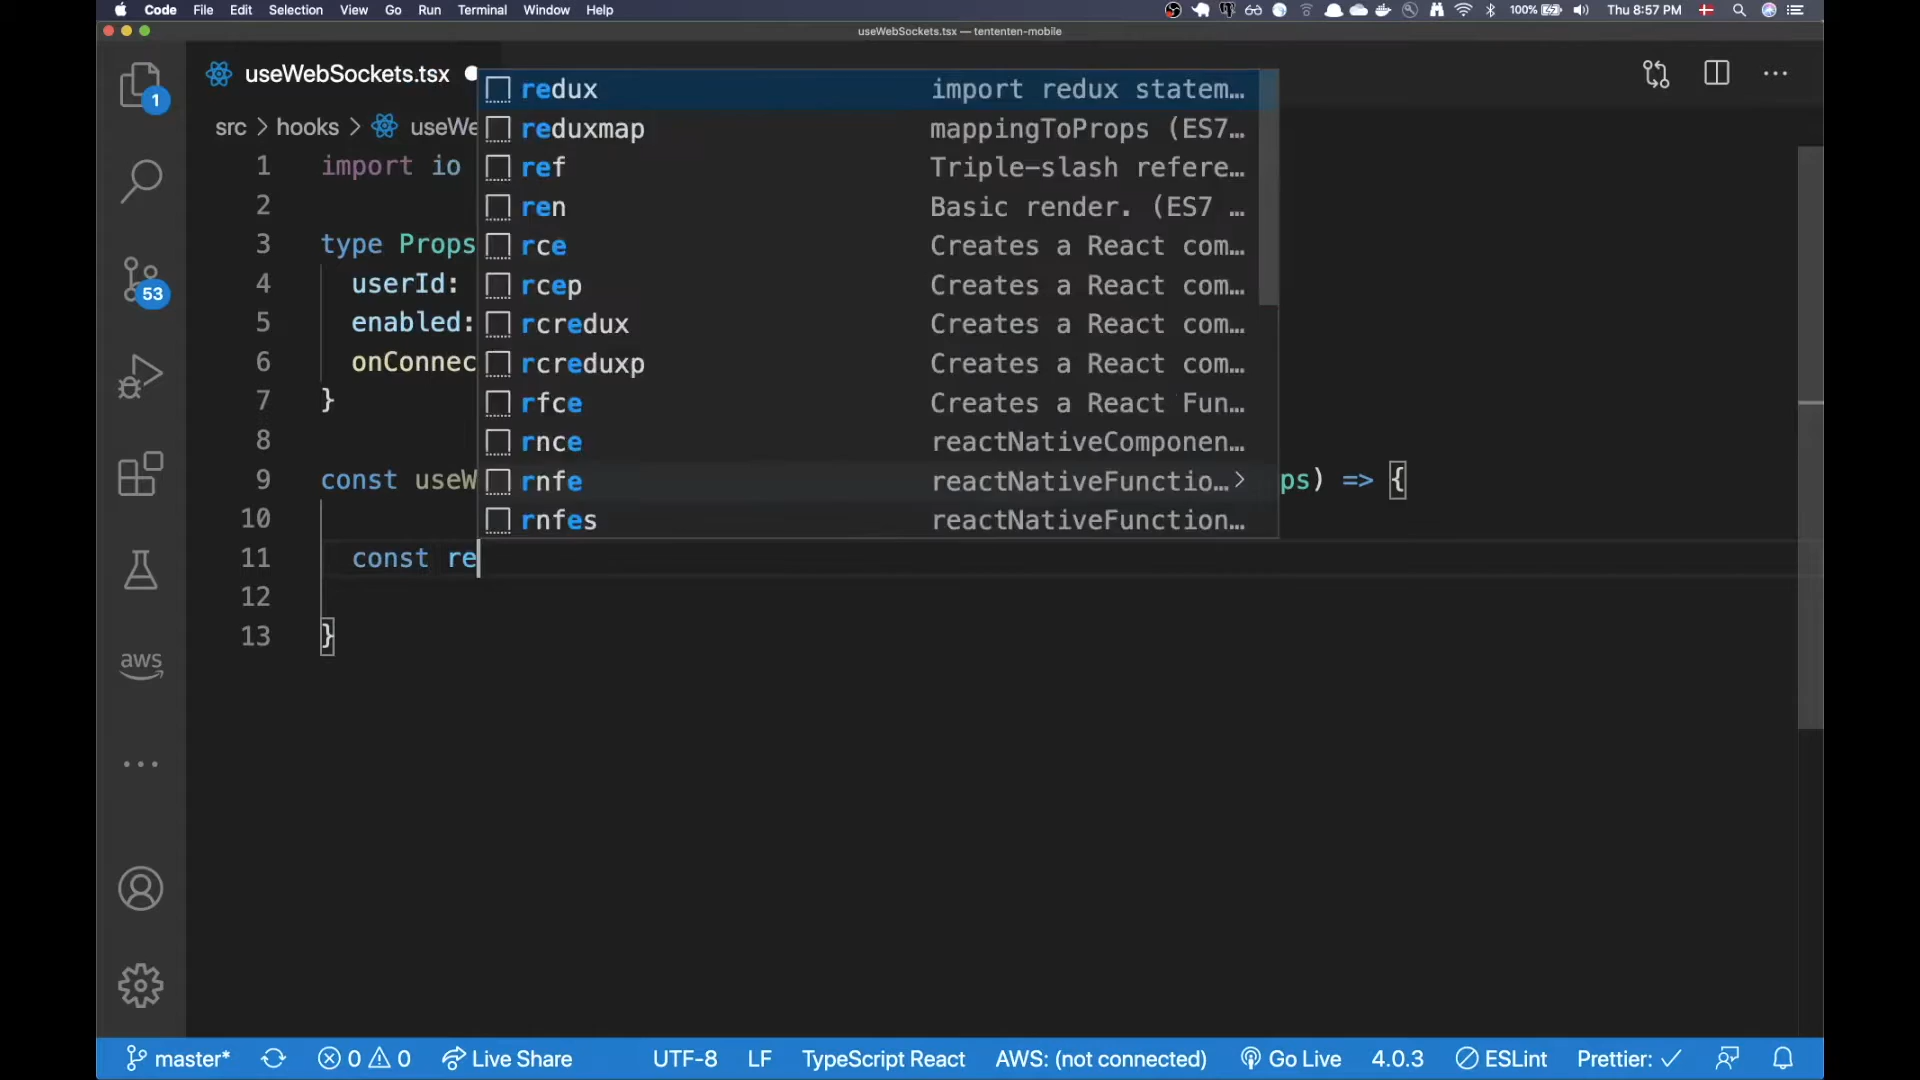 Code File Edit Selection View Go Run Terminal Window Help 100% Thu 8:57 PM
useWebSockets.tsx — tententen-mobile
1
useWebSockets.tsx
src > hooks > useWe
redux import redux statem…
reduxmap mappingToProps (ES7…
ref Triple-slash refere…
ren Basic render. (ES7 …
rce Creates a React com…
rcep Creates a React com…
rcredux Creates a React com…
rcreduxp Creates a React com…
rfce Creates a React Fun…
rnce reactNativeComponen…
rnfe reactNativeFunctio… >
rnfes reactNativeFunction…
1 import io
2
3 type Props
4 userId:
5 enabled:
6 onConnec
7 }
8
9 const useW ps) => {
10
11 const re
12
13 }
53
aws
master* 0 0 Live Share UTF-8 LF TypeScript React AWS: (not connected) Go Live 4.0.3 ESLint Prettier: ✓